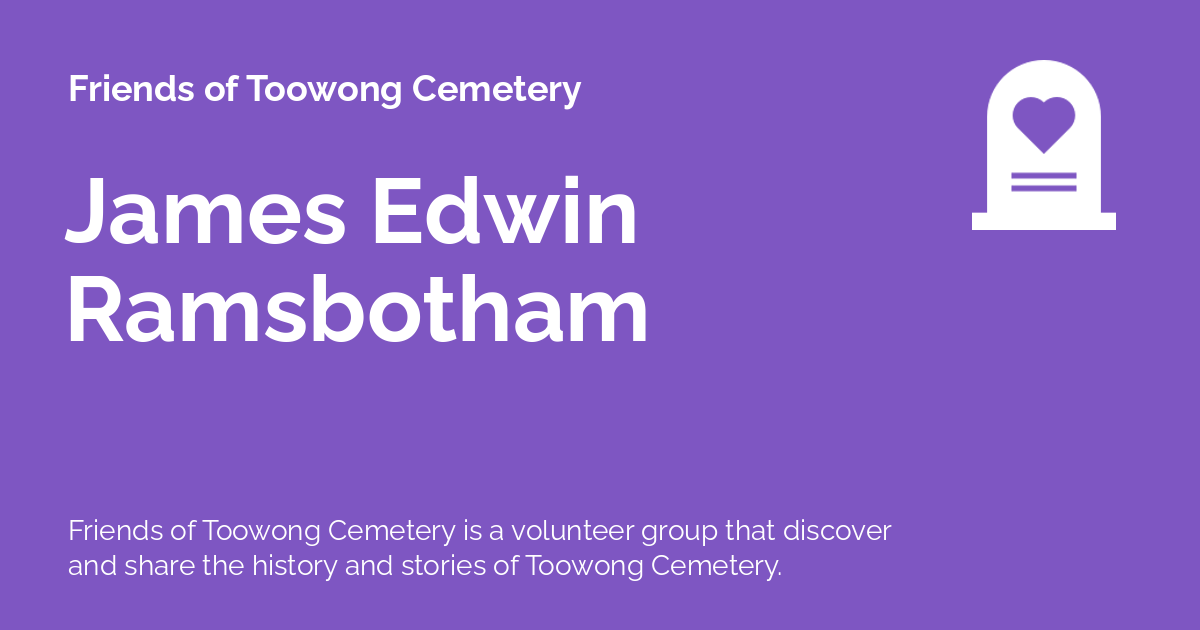 Friends of Toowong Cemetery
James Edwin
Ramsbotham
Friends of Toowong Cemetery is a volunteer group that discover
and share the history and stories of Toowong Cemetery.